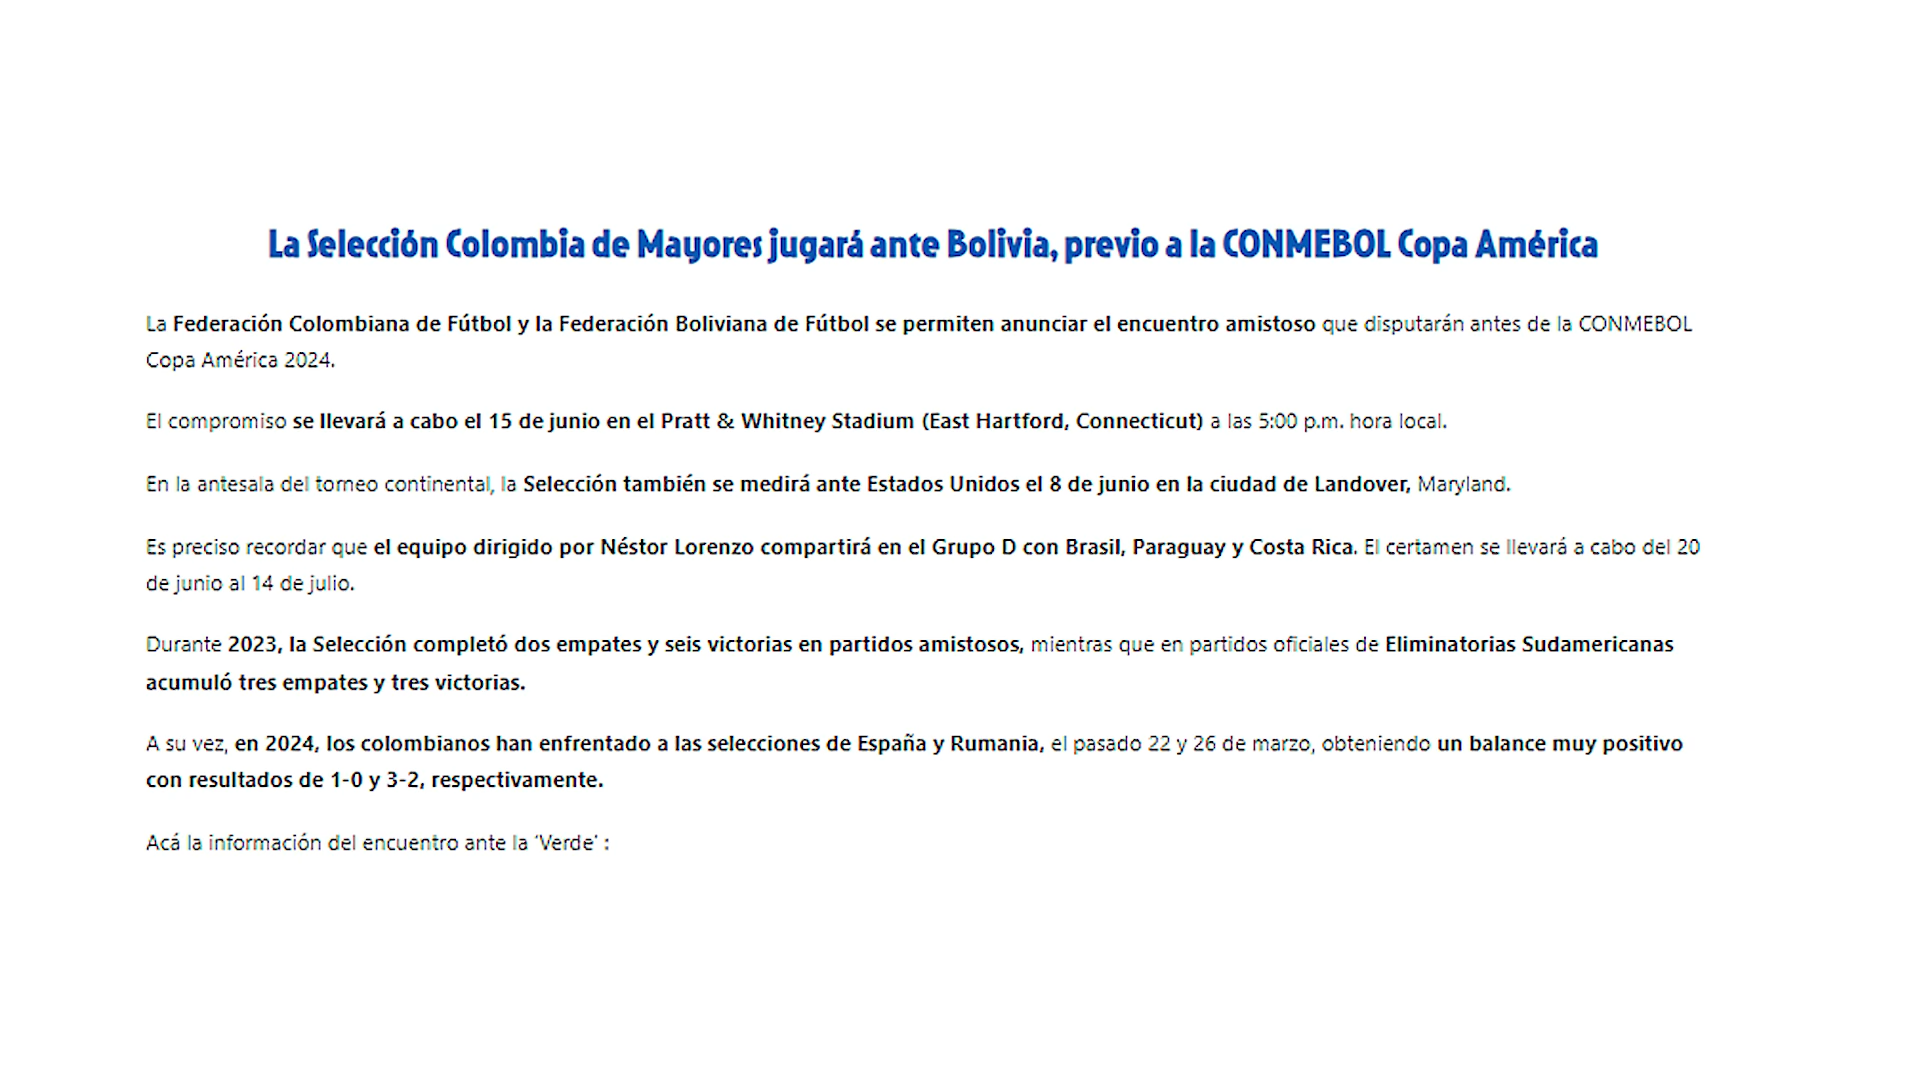 La Selección Colombia de Mayores jugará ante Bolivia, previo a la CONMEBOL Copa América
La Federación Colombiana de Fútbol y la Federación Boliviana de Fútbol se permiten anunciar el encuentro amistoso que disputarán antes de la CONMEBOL
Copa América 2024.
El compromiso se llevará a cabo el 15 de junio en el Pratt & Whitney Stadium (East Hartford, Connecticut) a las 5:00 p.m. hora local.
En la antesala del torneo continental, la Selección también se medirá ante Estados Unidos el 8 de junio en la ciudad de Landover, Maryland.
Es preciso recordar que el equipo dirigido por Néstor Lorenzo compartirá en el Grupo D con Brasil, Paraguay y Costa Rica. El certamen se llevará a cabo del 20
de junio al 14 de julio.
Durante 2023, la Selección completó dos empates y seis victorias en partidos amistosos, mientras que en partidos oficiales de Eliminatorias Sudamericanas
acumuló tres empates y tres victorias.
A su vez, en 2024, los colombianos han enfrentado a las selecciones de España y Rumania, el pasado 22 y 26 de marzo, obteniendo un balance muy positivo
con resultados de 1-0 y 3-2, respectivamente.
Acá la información del encuentro ante la 'Verde' :